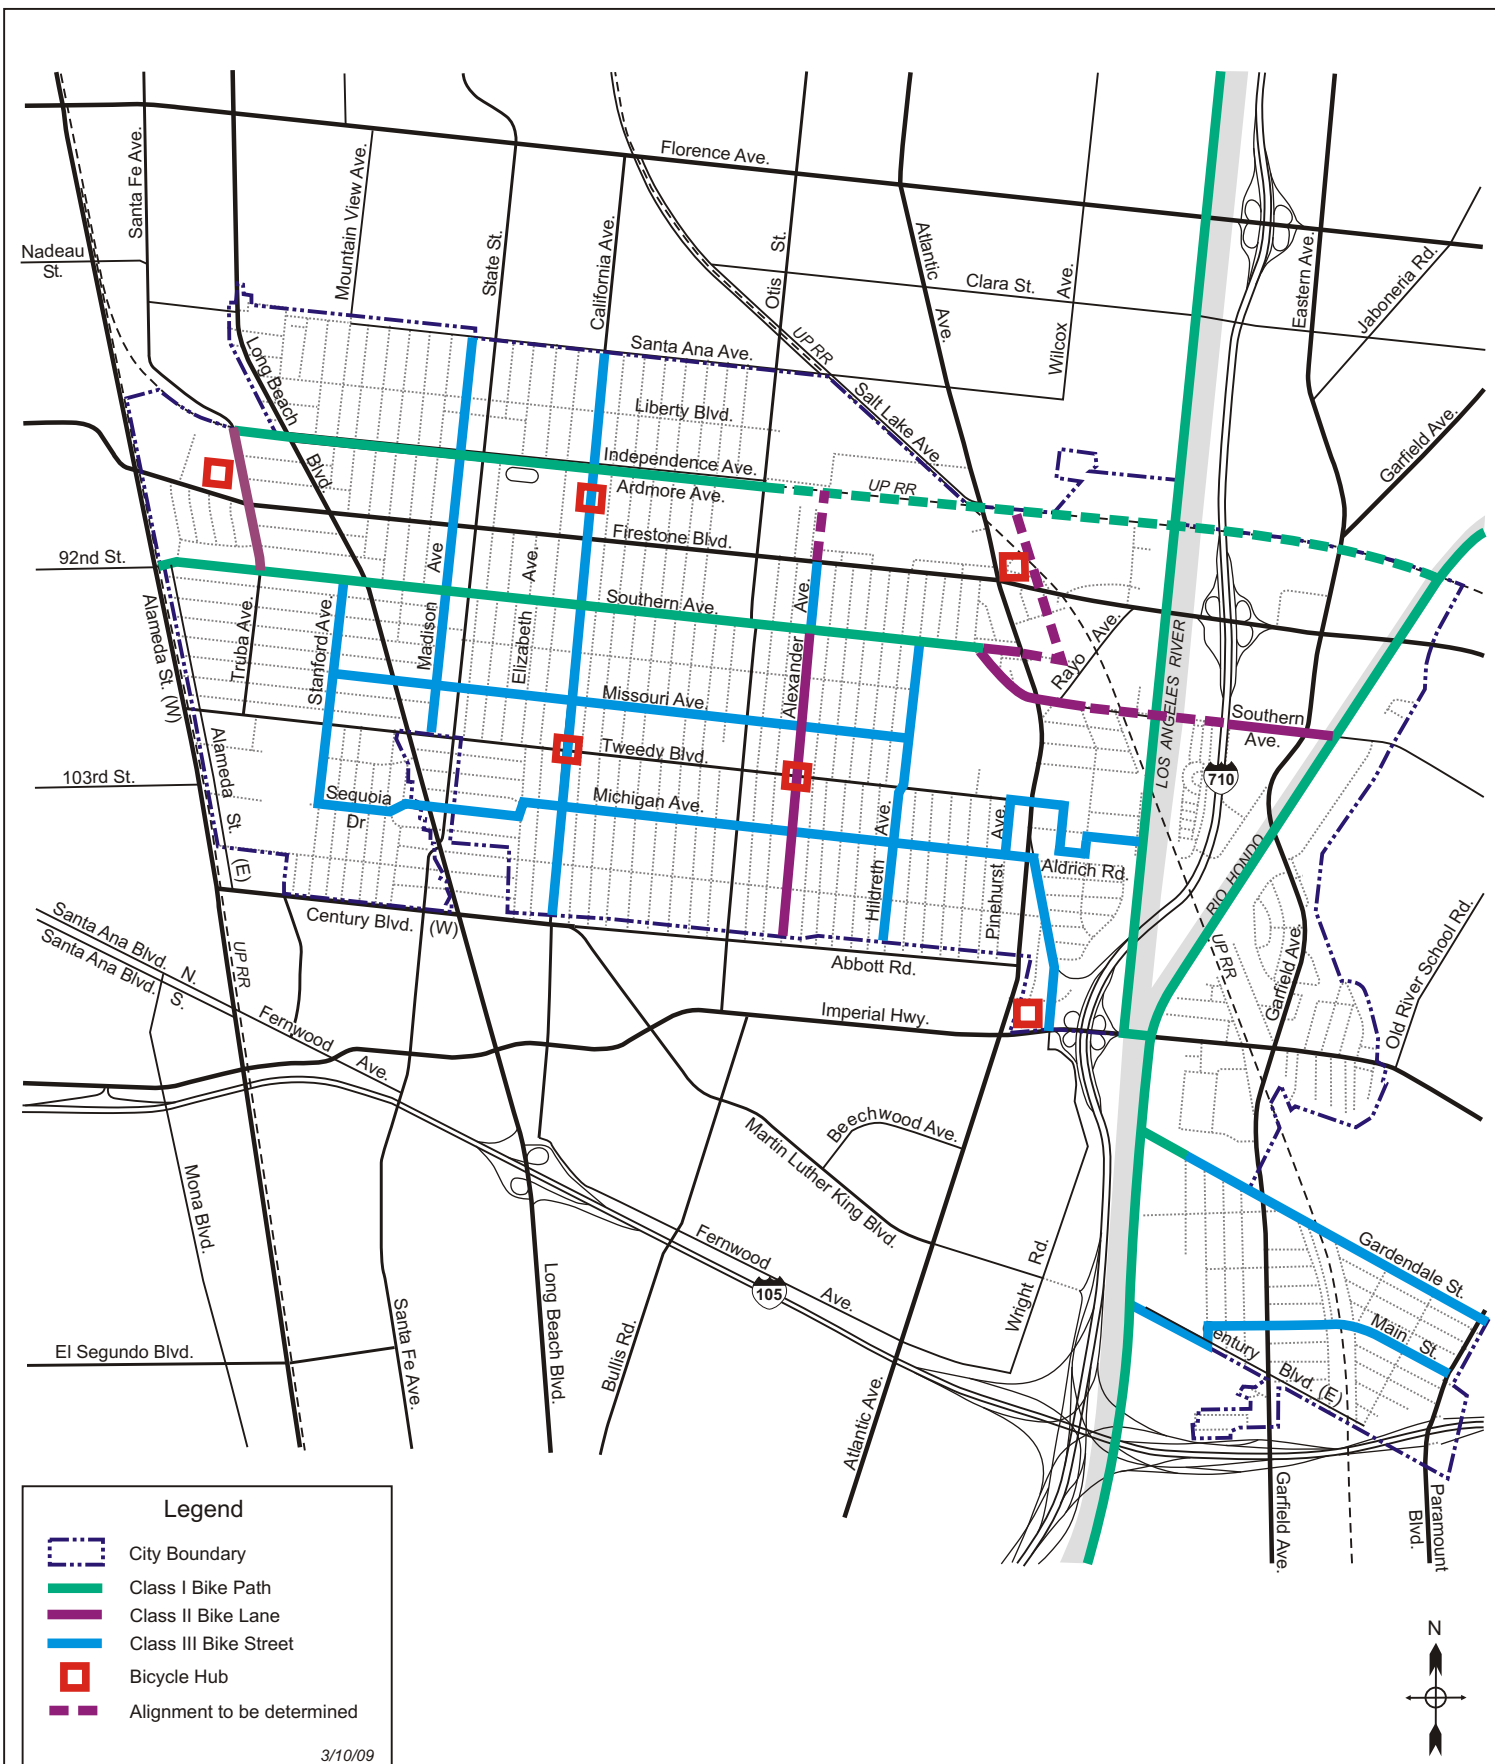 Florence Ave.
Santa Fe Ave.
Mountain View Ave.
State St.
California Ave.
Otis
St.
Atlantic
Ave.
Clara St.
Wilcox
Ave.
Eastern Ave.
Jaboneria Rd.
Nadeau
St.
UP RR
Santa Ana Ave.
Salt Lake Ave.
Long Beach
Blvd.
Liberty Blvd.
Garfield Ave.
Independence Ave.
Ardmore Ave.
UP RR
Firestone Blvd.
92nd St.
Southern Ave.
Alameda St. (W)
Truba Ave.
Stanford Ave.
Madison
Ave
Elizabeth
Ave.
Alexander
Ave.
Rayo
Ave.
LOS ANGELES RIVER
Missouri Ave.
Southern
Ave.
Tweedy Blvd.
103rd St.
Alameda
St.
(E)
710
Sequoia
Dr
Michigan Ave.
Hildreth
Ave.
Pinehurst
Ave.
Aldrich Rd.
RIO HONDO
UP RR
Century Blvd.
(W)
Abbott Rd.
Santa Ana Blvd. N.
Santa Ana Blvd. S.
UP RR
Garfield Ave.
Old River School Rd.
Fernwood
Ave.
Imperial Hwy.
Beechwood Ave.
Martin Luther King Blvd.
Mona Blvd.
Fernwood
Ave.
Wright
Rd.
Gardendale St.
105
Main
St.
entury
Blvd.
(E)
El Segundo Blvd.
Santa Fe Ave.
Long Beach Blvd.
Bullis Rd.
Atlantic Ave.
Garfield Ave.
Paramount
Blvd.
Legend
City Boundary
Class I Bike Path
Class II Bike Lane
Class III Bike Street
Bicycle Hub
Alignment to be determined
3/10/09
N